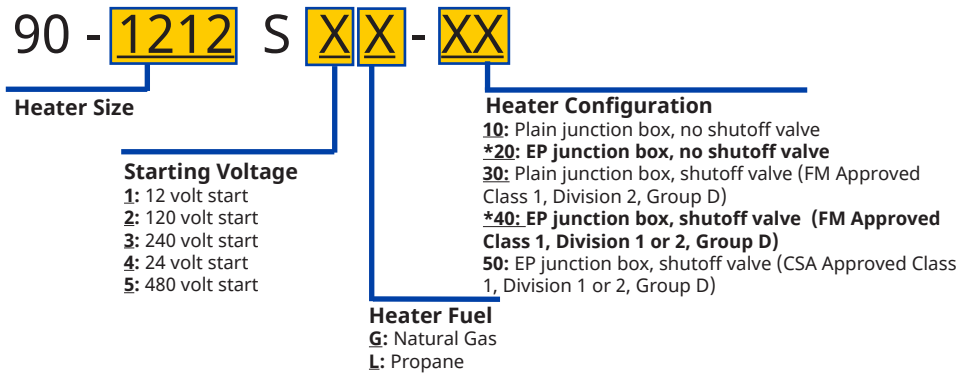 90 - 1212 S X X - XX
Heater Size
Heater Configuration
10: Plain junction box, no shutoff valve
*20: EP junction box, no shutoff valve
30: Plain junction box, shutoff valve (FM Approved
Class 1, Division 2, Group D)
*40: EP junction box, shutoff valve (FM Approved
Class 1, Division 1 or 2, Group D)
50: EP junction box, shutoff valve (CSA Approved Class
1, Division 1 or 2, Group D)
Starting Voltage
1: 12 volt start
2: 120 volt start
3: 240 volt start
4: 24 volt start
5: 480 volt start
Heater Fuel
G: Natural Gas
L: Propane